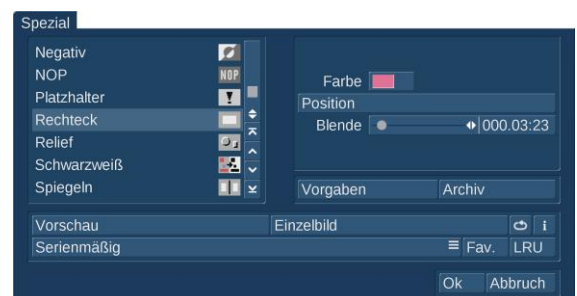 Spezial
Negativ
NOP NOP
Platzhalter
Rechteck
Relief
Schwarzweiß
Spiegeln
Farbe
Position
Blende 000.03:23
Vorgaben Archiv
Vorschau Einzelbild i
Serienmäßig Fav. LRU
Ok Abbruch